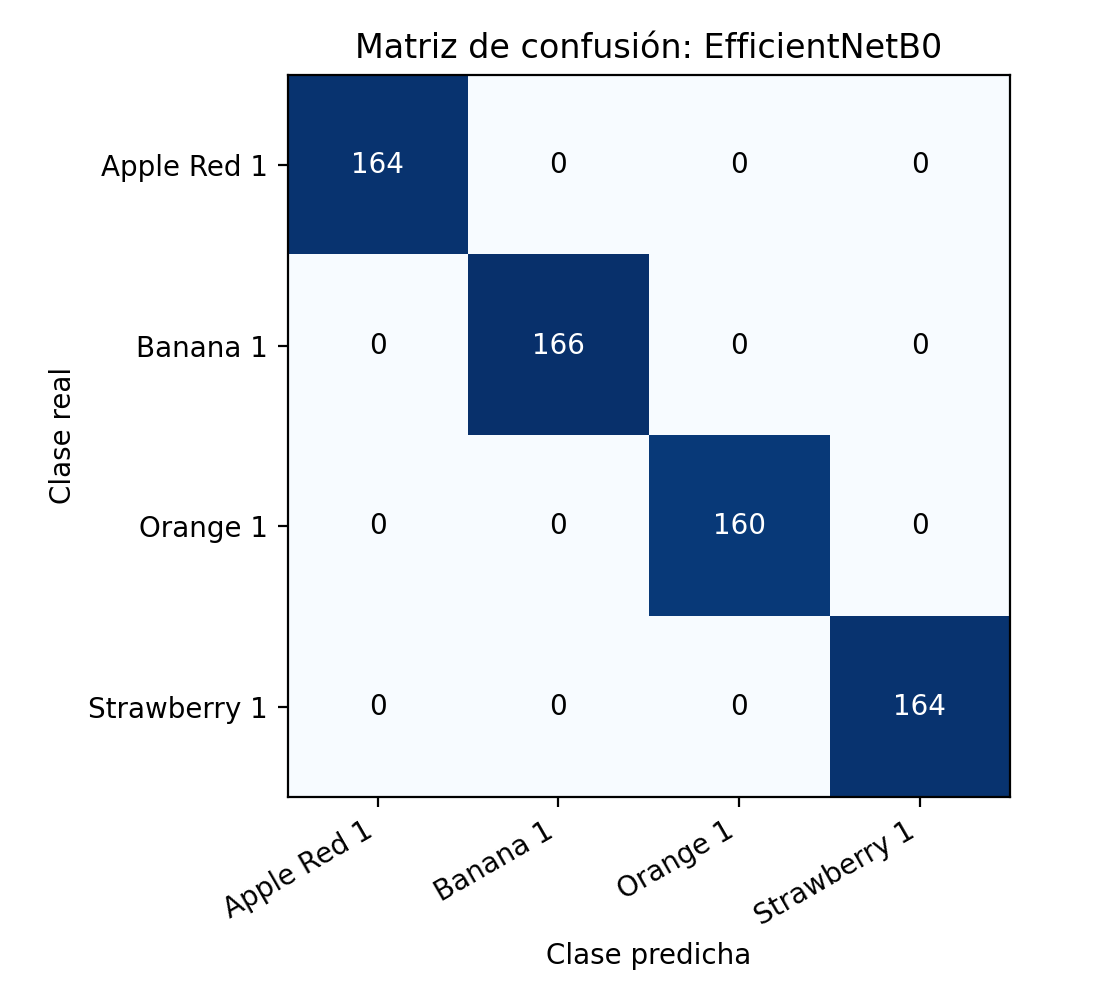 Matriz de confusión: EfficientNetB0
Apple Red 1 164 0 0 0
Banana 1 0 166 0 0
Clase real
Orange 1 0 0 160 0
Strawberry 1 0 0 0 164
Apple Red 1 Banana 1 Orange 1 Strawberry 1
Clase predicha